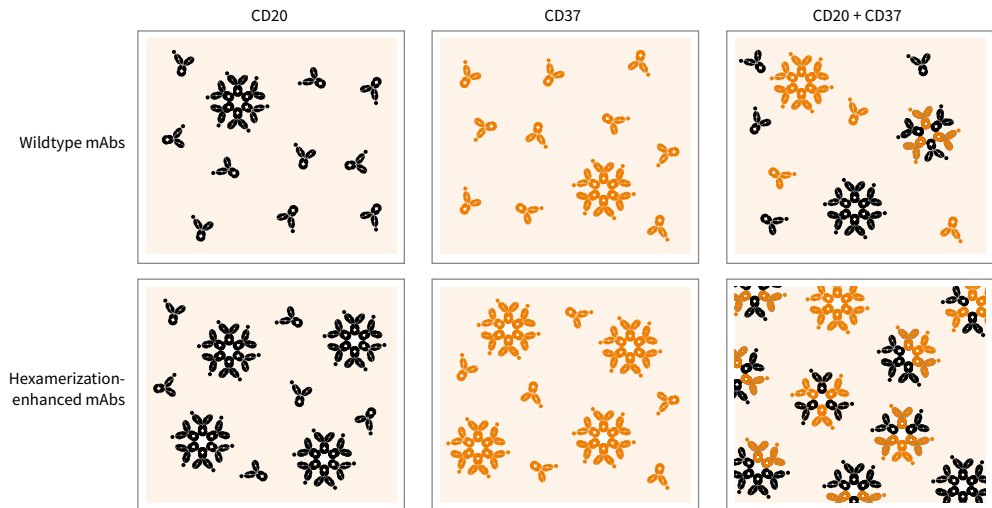 CD20
CD37
CD20 + CD37
Wildtype mAbs
Hexamerization-
enhanced mAbs